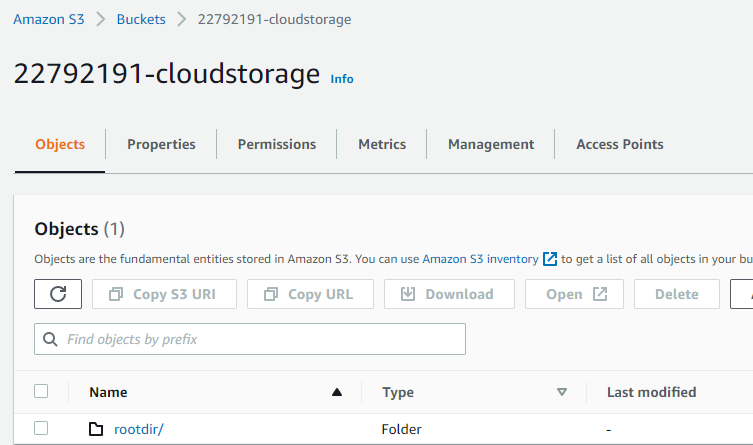 Amazon S3 > Buckets > 22792191-cloudstorage
22792191-cloudstorage Info
Objects Properties Permissions Metrics Management Access Points
Objects (1)
Objects are the fundamental entities stored in Amazon S3. You can use Amazon S3 inventory to get a list of all objects in your bu
Copy S3 URI Copy URL Download Open Delete
Find objects by prefix
Name Type Last modified
rootdir/ Folder -